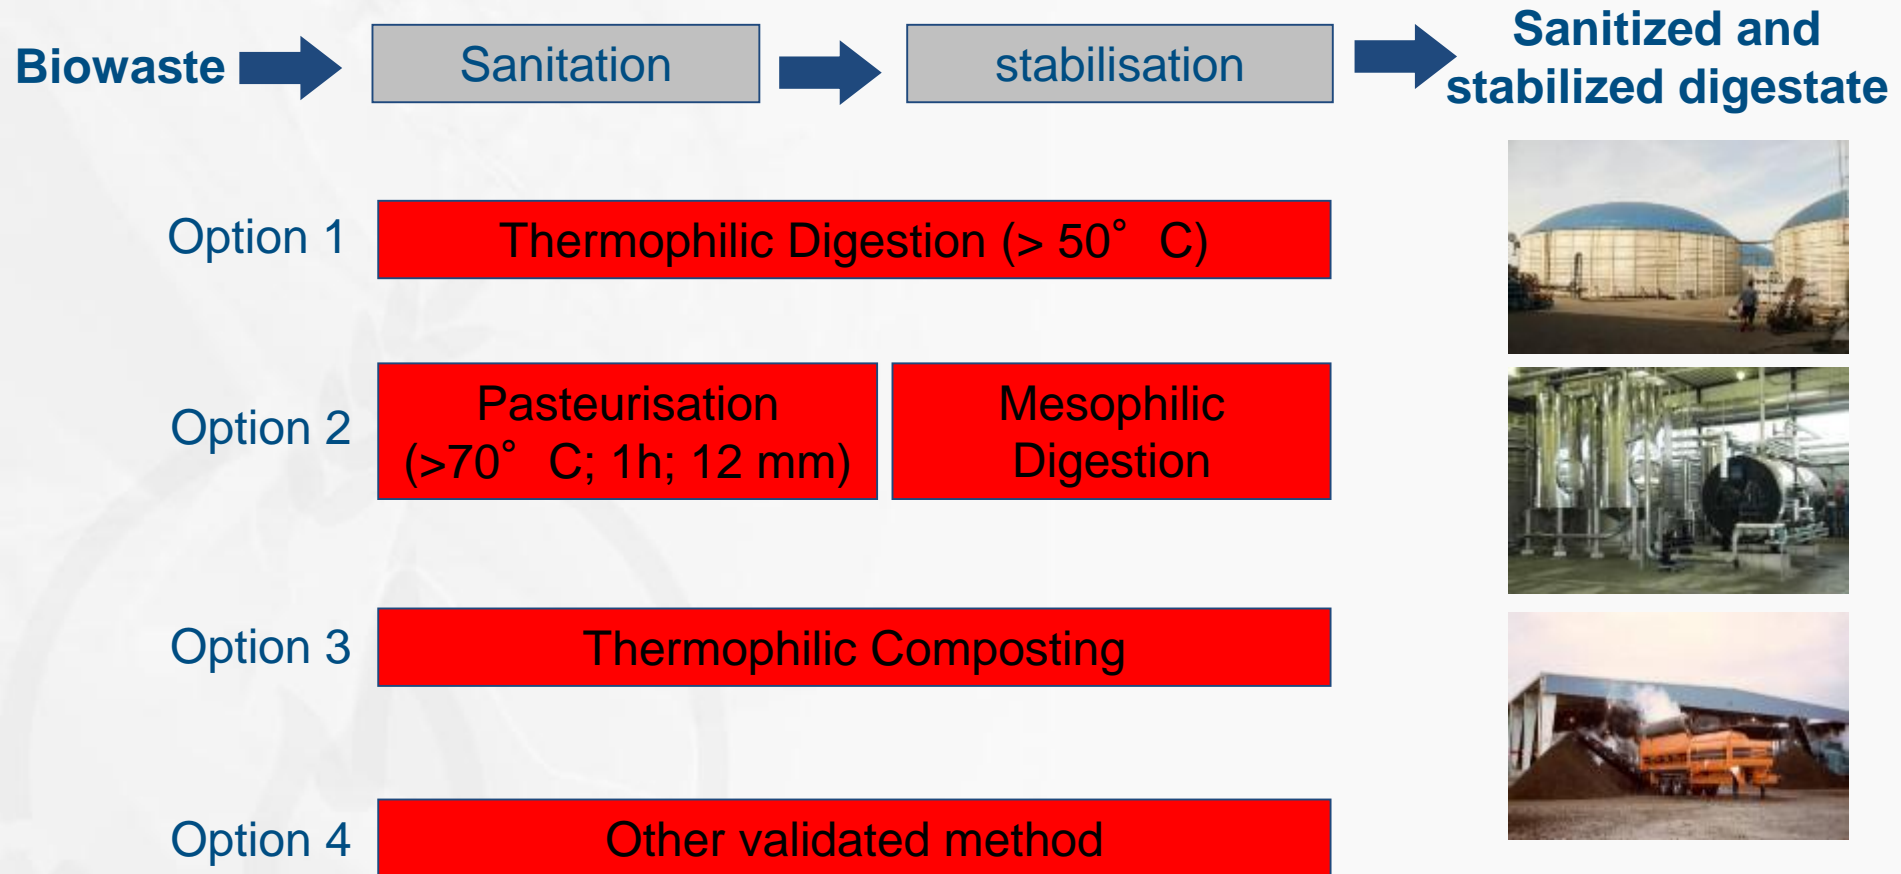 Biowaste
Sanitation
stabilisation
Sanitized and
stabilized digestate
Option 1
Thermophilic Digestion (> 50° C)
Option 2
Pasteurisation
(>70° C; 1h; 12 mm)
Mesophilic
Digestion
Option 3
Thermophilic Composting
Option 4
Other validated method